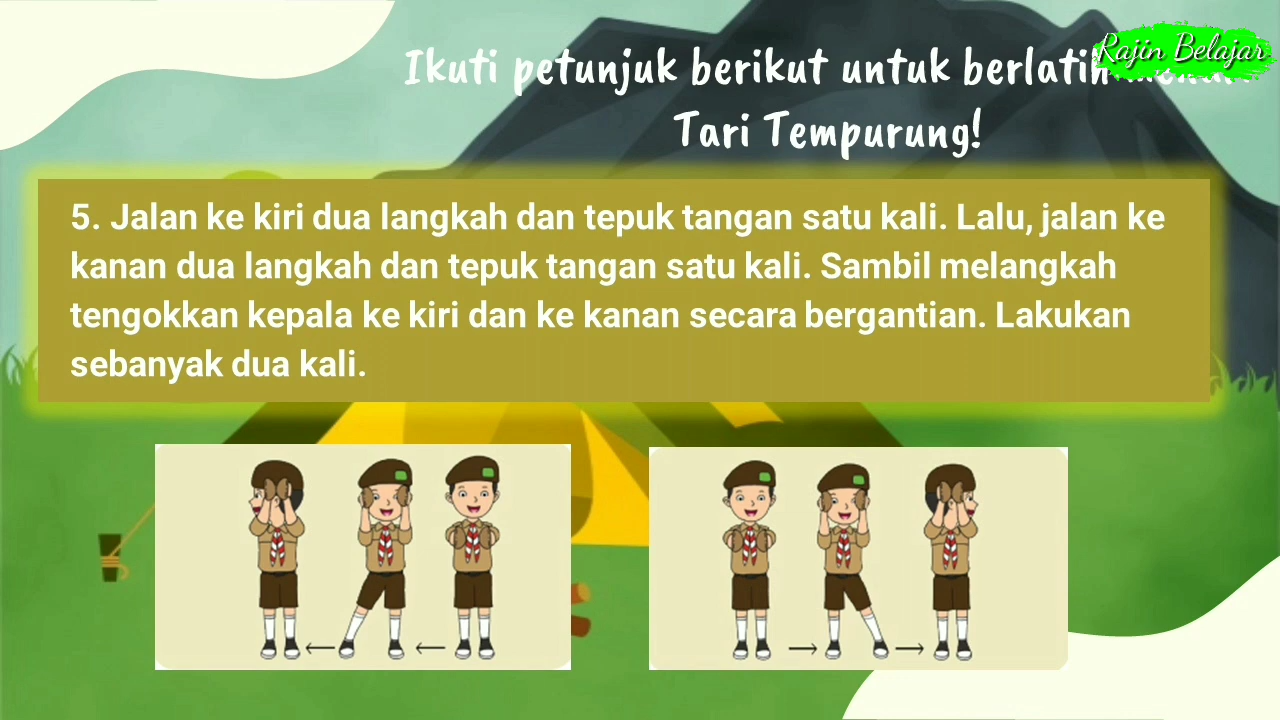 Ikuti petunjuk berikut untuk berlatih
Rajin Belajar
Tari Tempurung!
5. Jalan ke kiri dua langkah dan tepuk tangan satu kali. Lalu, jalan ke
kanan dua langkah dan tepuk tangan satu kali. Sambil melangkah
tengokkan kepala ke kiri dan ke kanan secara bergantian. Lakukan
sebanyak dua kali.